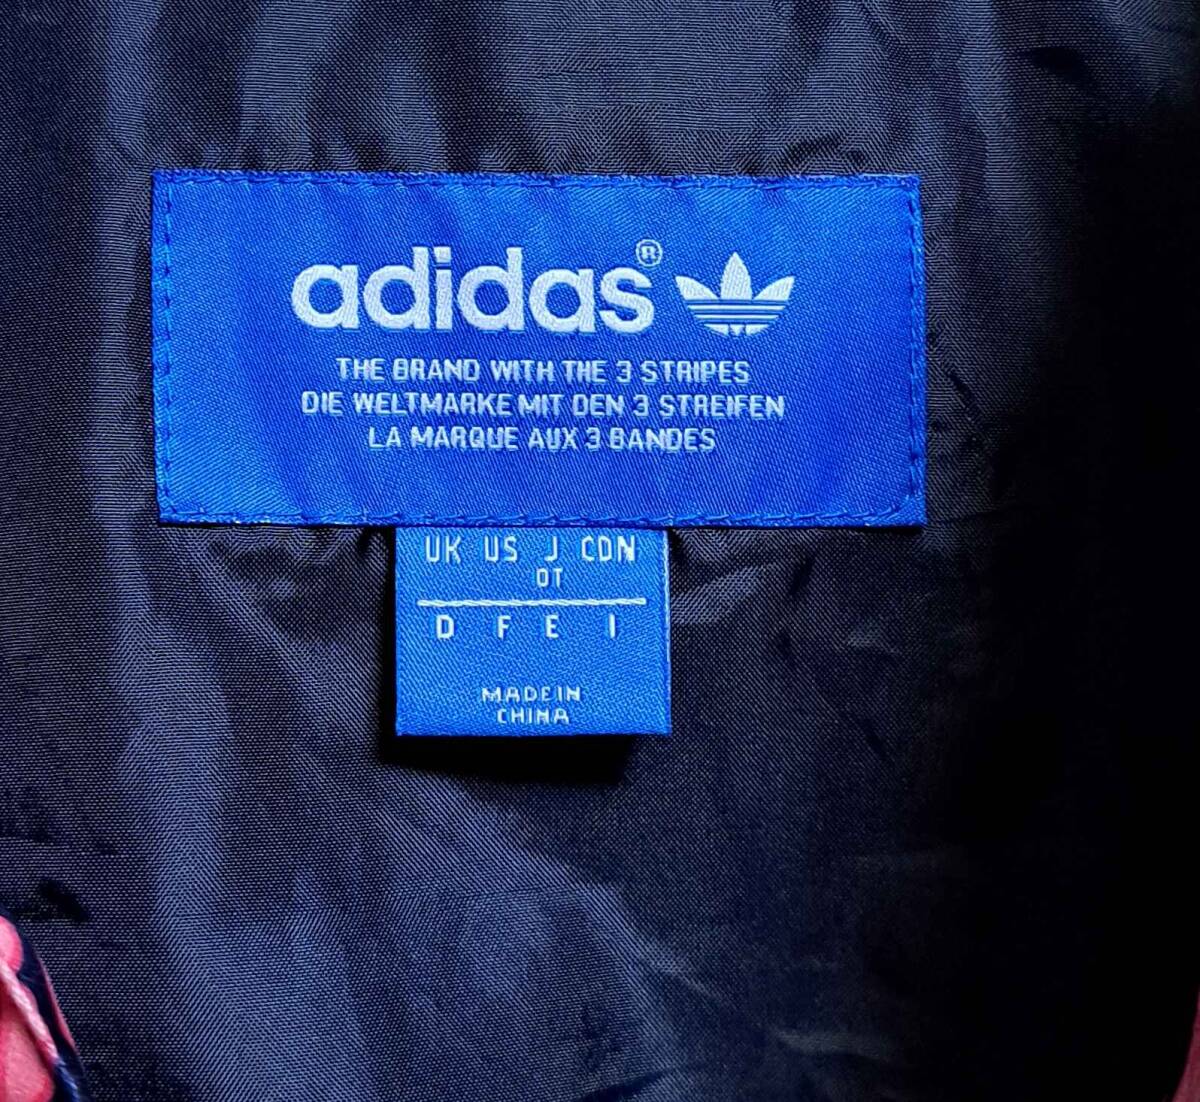 adidas®
THE BRAND WITH THE 3 STRIPES
DIE WELTMARKE MIT DEN 3 STREIFEN
LA MARQUE AUX 3 BANDES
UK US J CDN
OT
D F E I
MADE IN
CHINA